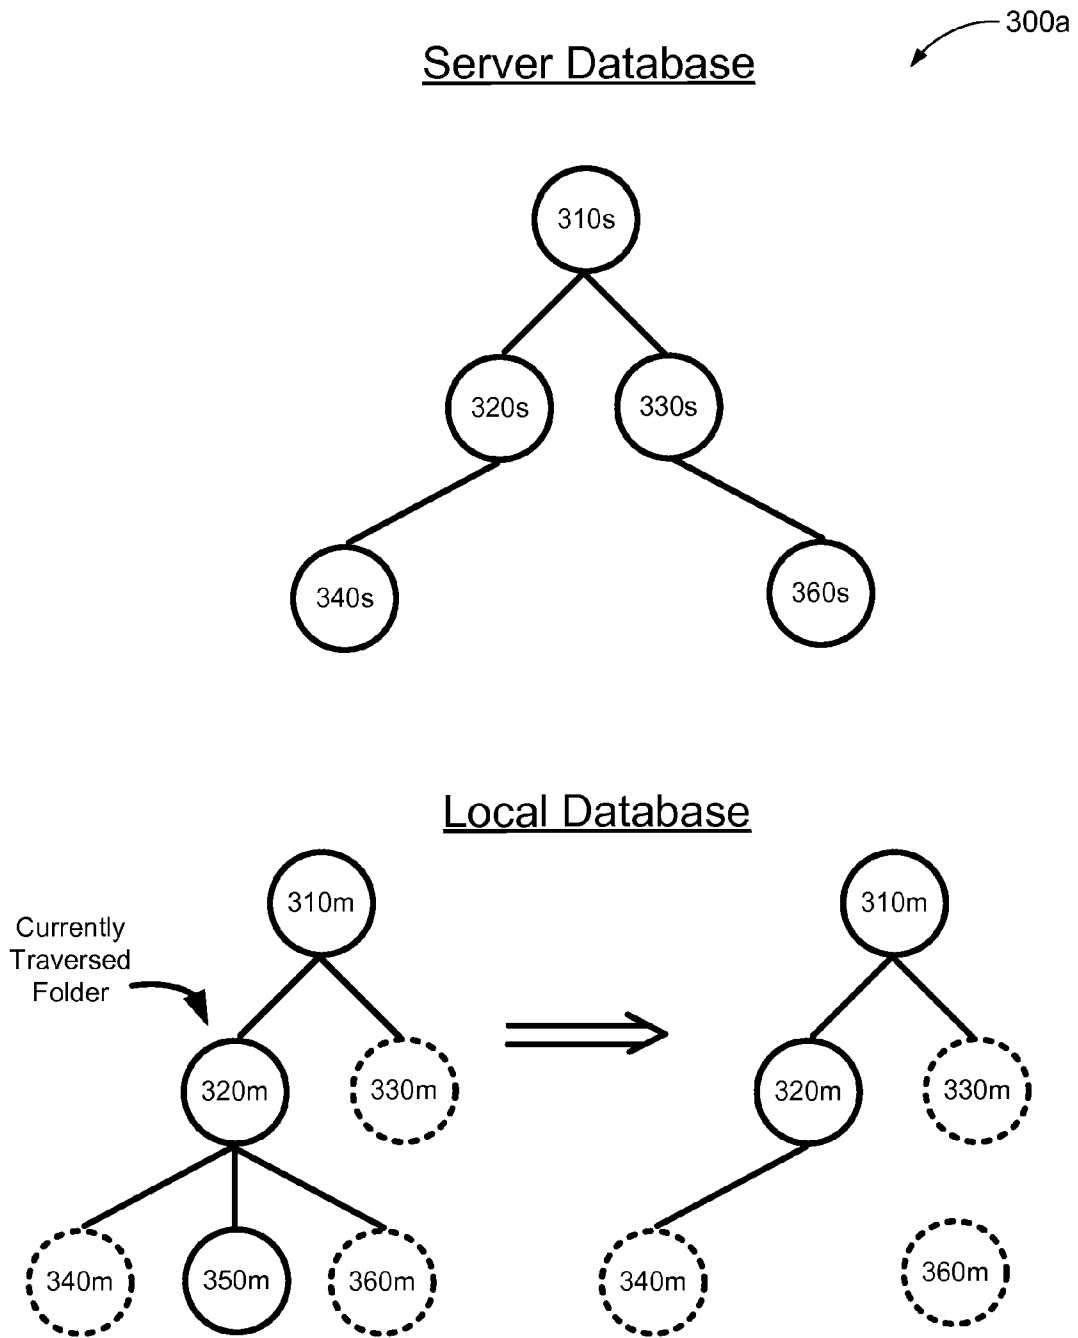 300a
Server Database
310s
320s
330s
340s
360s
Local Database
310m
310m
Currently
Traversed
Folder
320m
330m
320m
330m
340m
350m
360m
340m
360m